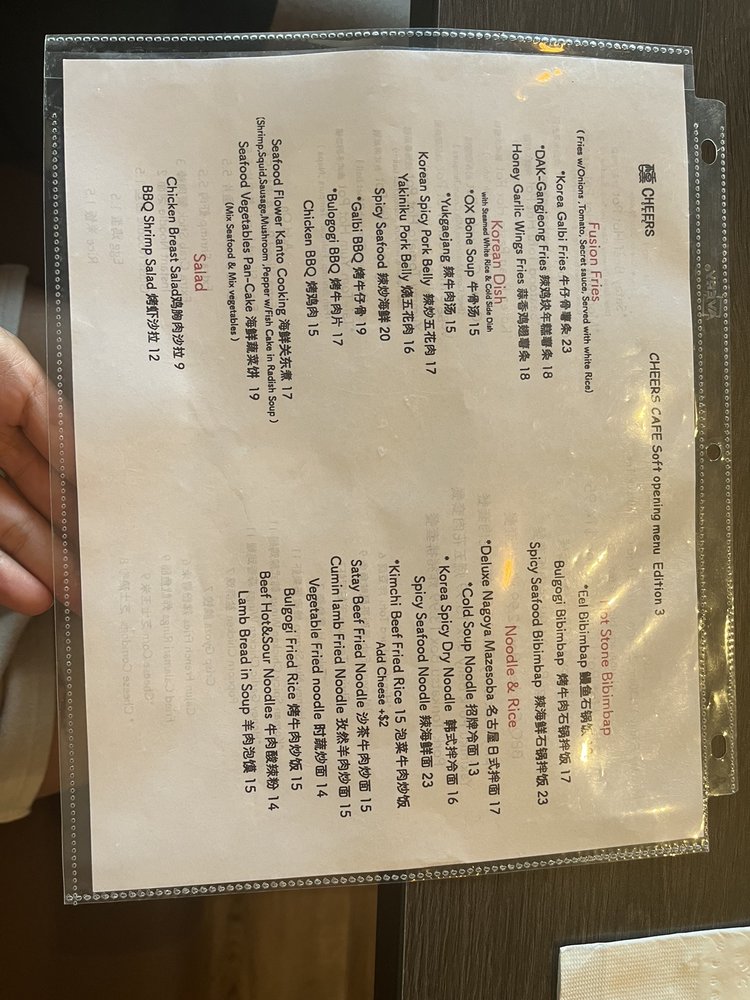 醺 CHEERS
CHEERS CAFE Soft opening menu Edition 3
Fusion Fries
( Fries w/Onions ,Tomato, Secret sauce, Served with white Rice)
*Korea Galbi Fries 牛仔骨薯条 23
*DAK-Gangjeong Fries 辣鸡块年糕薯条 18
Honey Garlic Wings Fries 蒜香鸡翅薯条 18
Korean Dish
with Steamed White Rice & Cold Side Dish
*OX Bone Soup 牛骨汤 15
*Yukgaejang 辣牛肉汤 15
Korean Spicy Pork Belly 辣炒五花肉 17
Yakiniku Pork Belly 烧五花肉 16
Spicy Seafood 辣炒海鲜 20
*Galbi BBQ 烤牛仔骨 19
*Bulogogi BBQ 烤牛肉片 17
Chicken BBQ 烤鸡肉 15
Seafood Flower Kanto Cooking 海鲜关东煮 17
(Shrimp,Squid,Sausage,Mushroom ,Pepper w/Fish Cake in Radish Soup )
Seafood Vegetables Pan-Cake 海鲜蔬菜饼 19
(Mix Seafood & Mix vegetables )
Salad
Chicken Breast Salad鸡胸肉沙拉 9
BBQ Shrimp Salad 烤虾沙拉 12
Hot Stone Bibimbap
*Eel Bibimbap 鳗鱼石锅饭
Bulgogi Bibimbap 烤牛肉石锅拌饭 17
Spicy Seafood Bibimbap 辣海鲜石锅拌饭 23
Noodle & Rice
*Deluxe Nagoya Mazesoba 名古屋日式拌面 17
*Cold Soup Noodle 招牌冷面 13
* Korea Spicy Dry Noodle 韩式拌冷面 16
Spicy Seafood Noodle 辣海鲜面 23
*Kimchi Beef Fried Rice 15 泡菜牛肉炒饭
Add Cheese +$2
Satay Beef Fried Noodle 沙茶牛肉炒面 15
Cumin lamb Fried Noodle 孜然羊肉炒面 15
Vegetable Fried noodle 时蔬炒面 14
Bulgogi Fried Rice 烤牛肉炒饭 15
Beef Hot&Sour Noodles 牛肉酸辣粉 14
Lamb Bread in Soup 羊肉泡馍 15